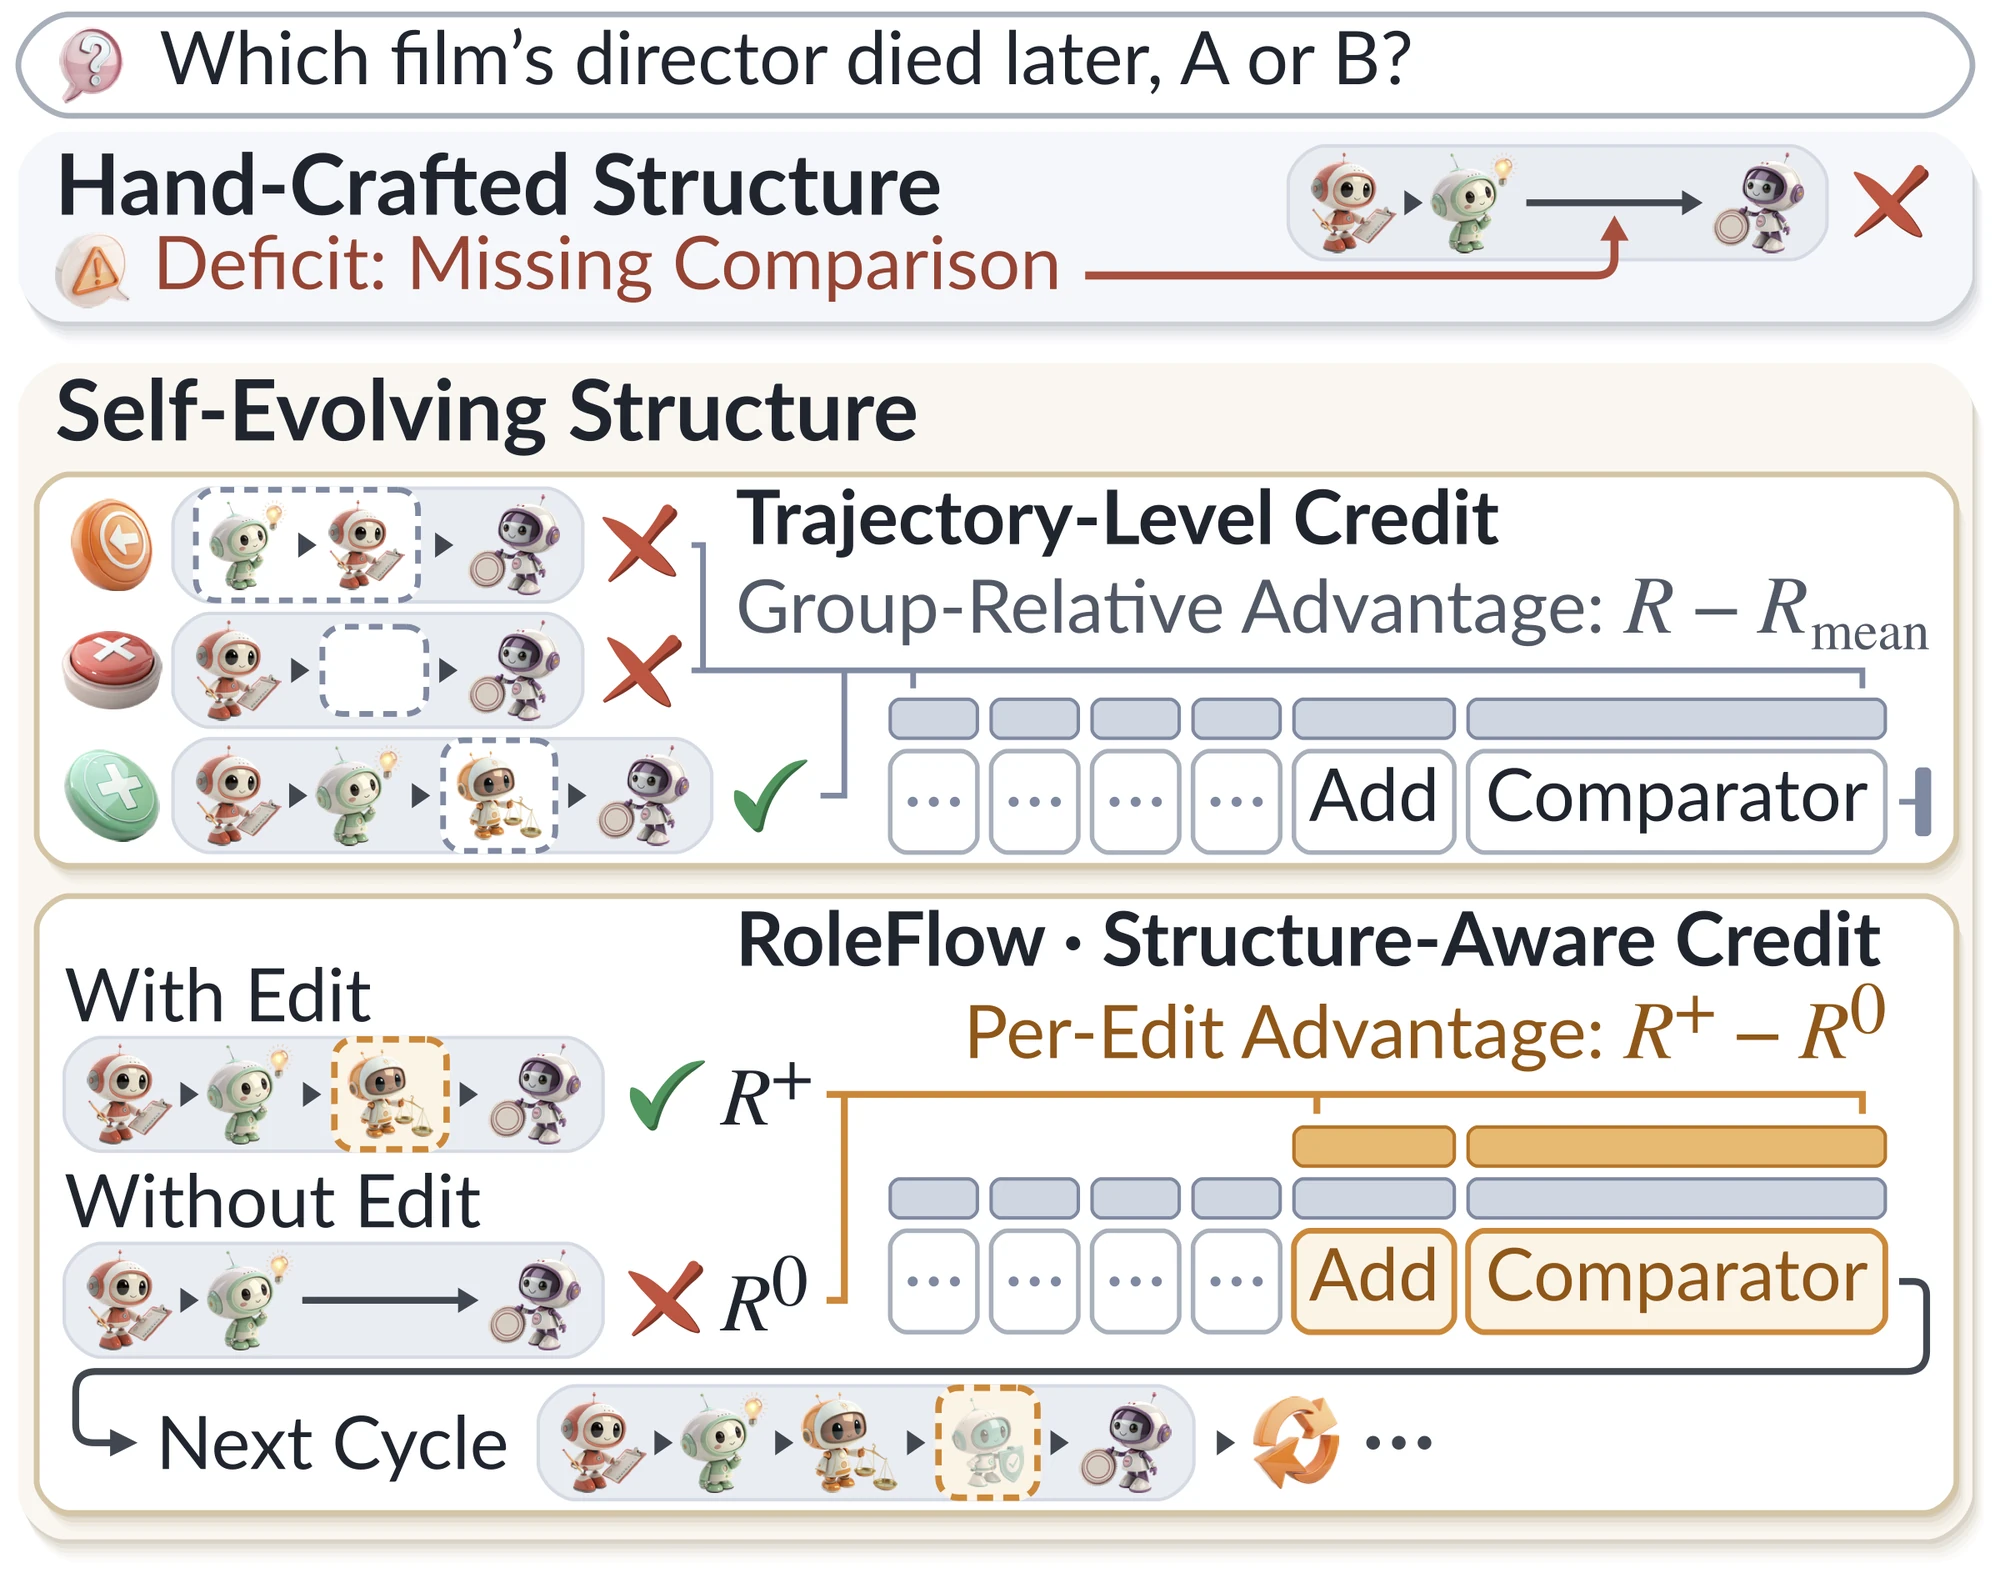 Which film’s director died later, A or B?
Hand-Crafted Structure
Deficit: Missing Comparison
Self-Evolving Structure
Trajectory-Level Credit
Group-Relative Advantage: R − Rmean
... ... ... ... Add Comparator
RoleFlow · Structure-Aware Credit
Per-Edit Advantage: R⁺ − R⁰
With Edit
R⁺
Without Edit
R⁰
... ... ... ... Add Comparator
Next Cycle ...